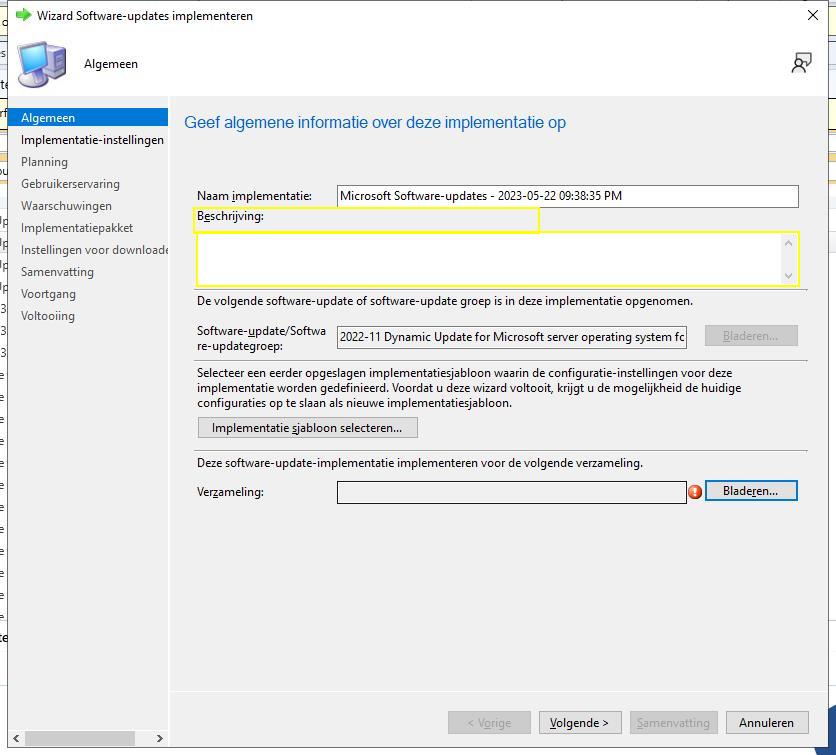 Wizard Software-updates implementeren
Algemeen
Algemeen
Implementatie-instellingen
Planning
Gebruikerservaring
Waarschuwingen
Implementatiepakket
Instellingen voor downloade
Samenvatting
Voortgang
Voltooiing
Geef algemene informatie over deze implementatie op
Naam implementatie:
Microsoft Software-updates - 2023-05-22 09:38:35 PM
Beschrijving:
De volgende software-update of software-update groep is in deze implementatie opgenomen.
Software-update/Softwa
re-updategroep:
2022-11 Dynamic Update for Microsoft server operating system fc
Bladeren...
Selecteer een eerder opgeslagen implementatiesjabloon waarin de configuratie-instellingen voor deze
implementatie worden gedefinieerd. Voordat u deze wizard voltooit, krijgt u de mogelijkheid de huidige
configuraties op te slaan als nieuwe implementatiesjabloon.
Implementatie sjabloon selecteren...
Deze software-update-implementatie implementeren voor de volgende verzameling.
Verzameling:
Bladeren...
< Vorige
Volgende >
Samenvatting
Annuleren